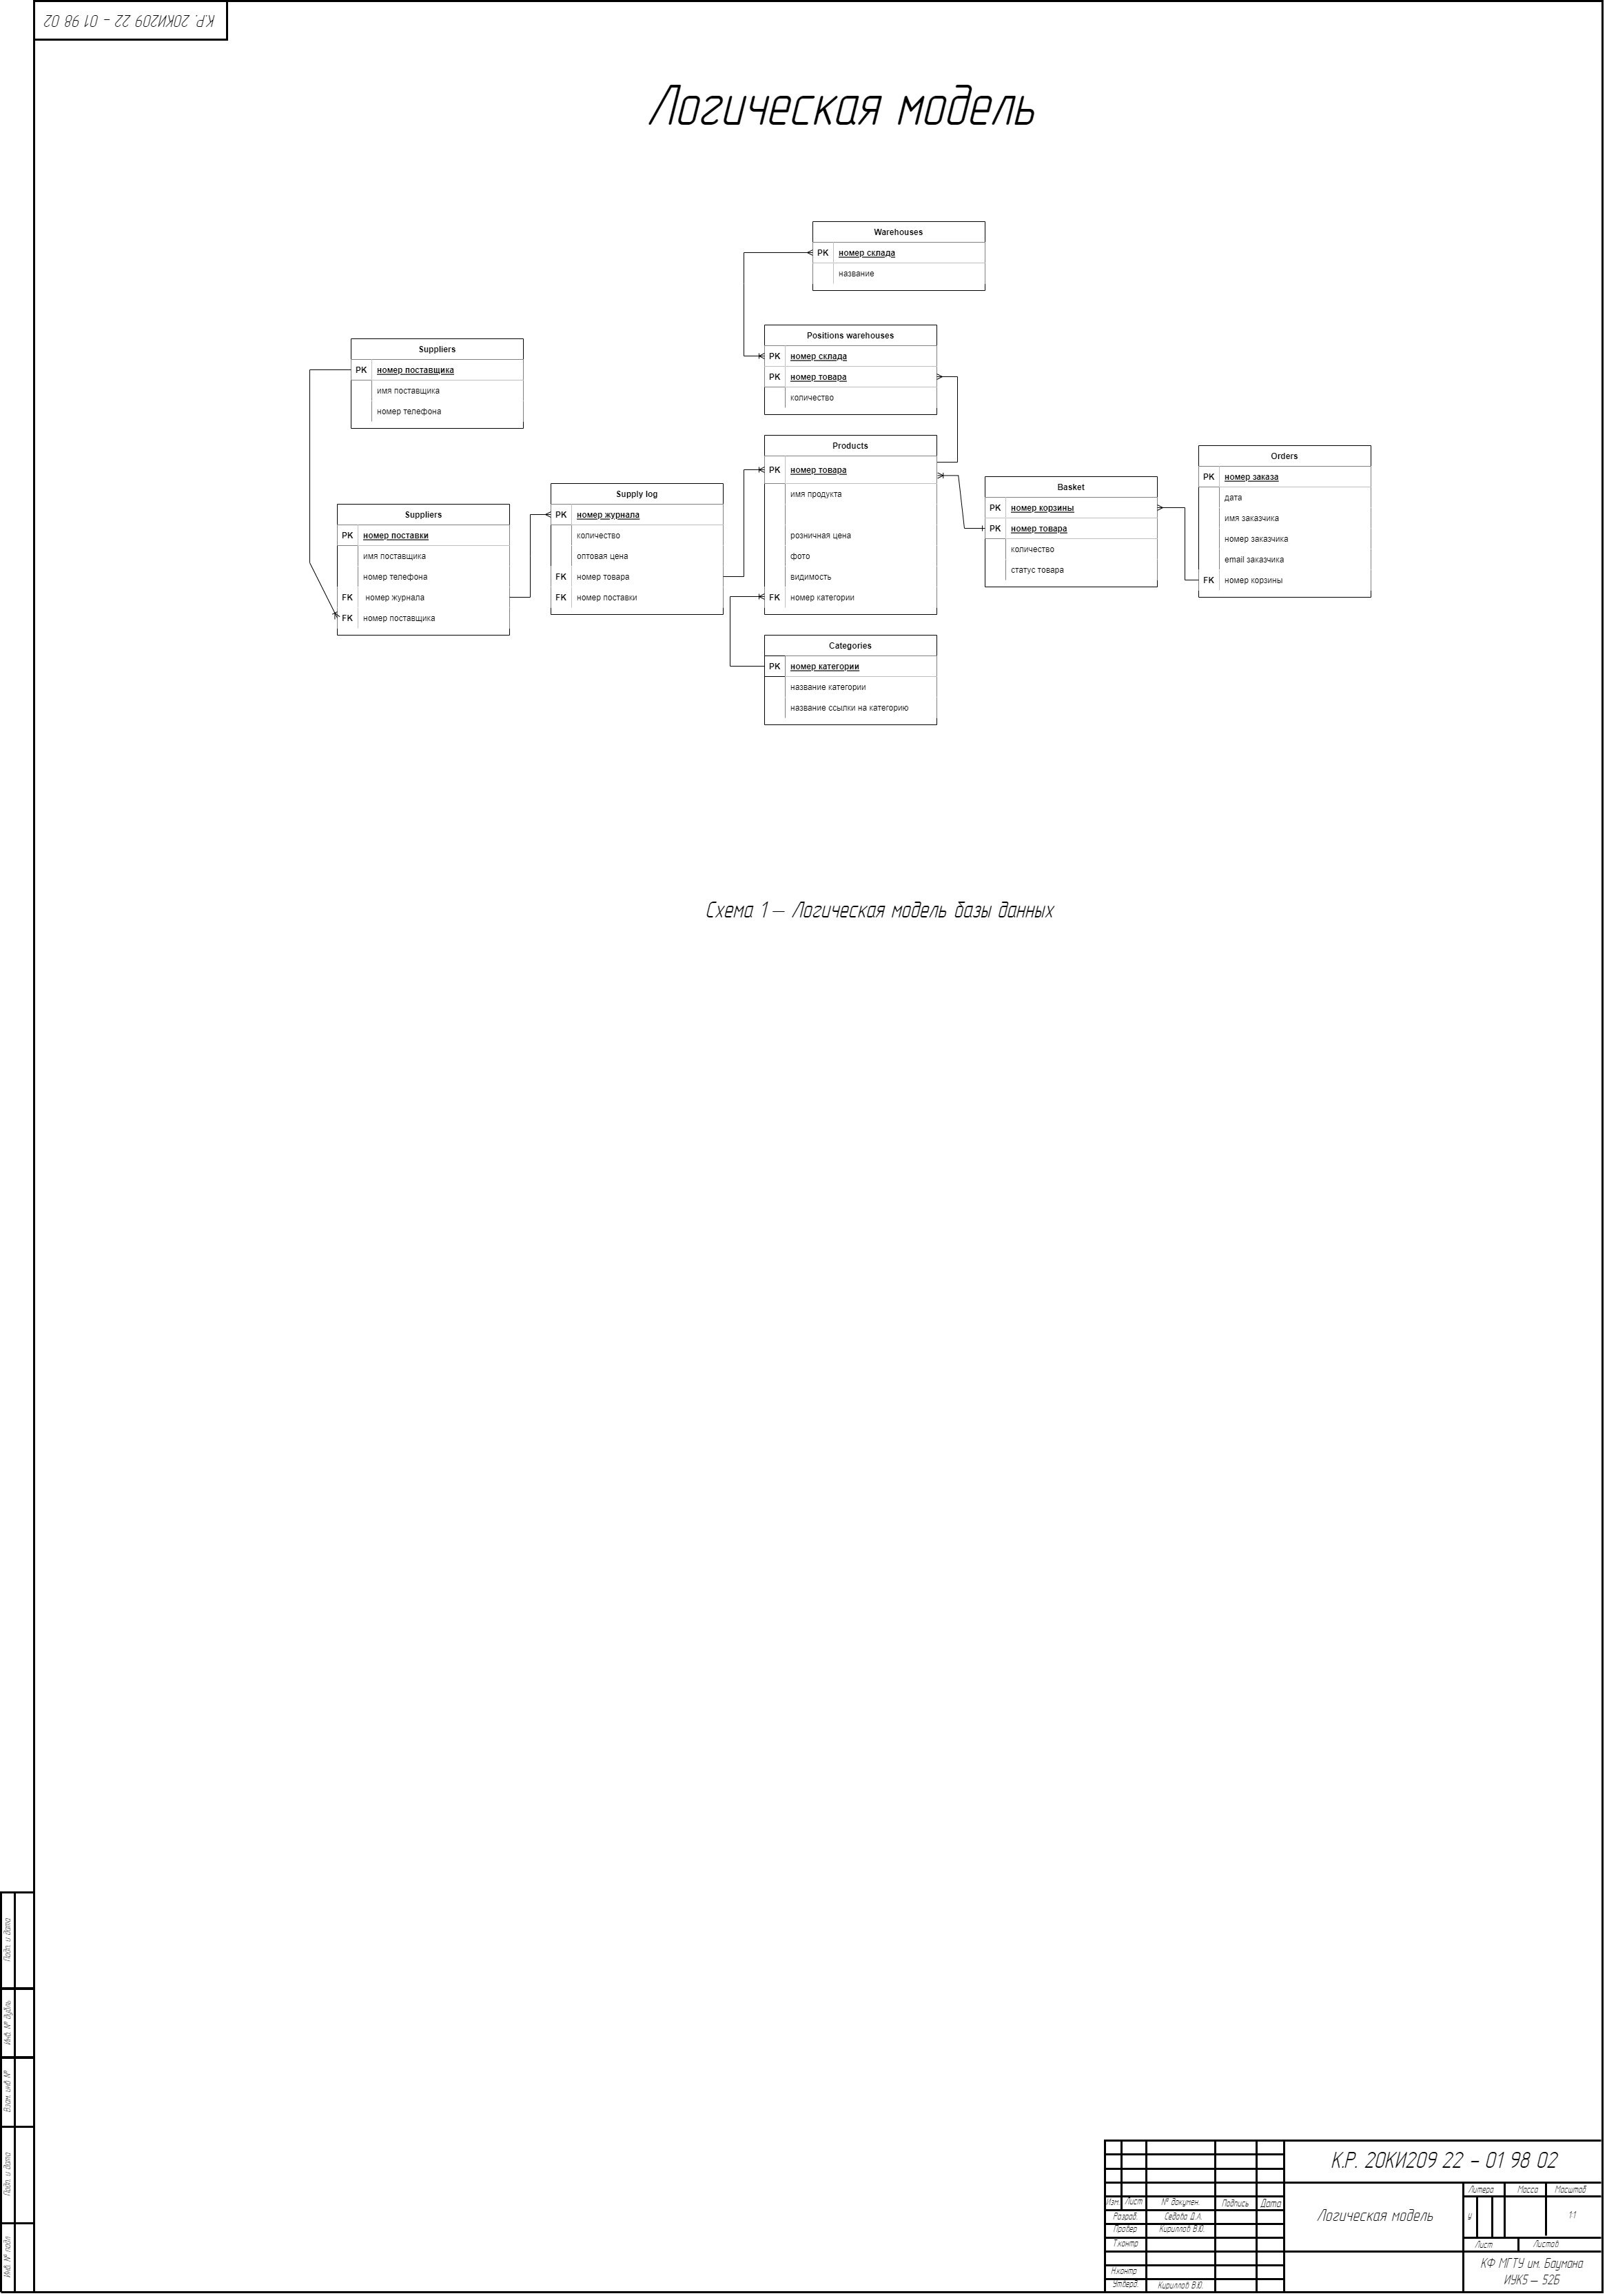 К.Р. 20КИ209 22 - 01 98 02
Логическая модель
Warehouses
PK номер склада
название
Positions warehouses
PK номер склада
PK номер товара
количество
Suppliers
PK номер поставщика
имя поставщика
номер телефона
Products
PK номер товара
имя продукта
розничная цена
фото
видимость
FK номер категории
Orders
PK номер заказа
дата
имя заказчика
номер заказчика
email заказчика
FK номер корзины
Basket
PK номер корзины
PK номер товара
количество
статус товара
Supply log
PK номер журнала
количество
оптовая цена
FK номер товара
FK номер поставки
Suppliers
PK номер поставки
имя поставщика
номер телефона
FK номер журнала
FK номер поставщика
Categories
PK номер категории
название категории
название ссылки на категорию
Схема 1 – Логическая модель базы данных
Подп. и дата
Инв. № дубль
Взам. инв. №
Подп. и дата
Инв. № подл
К.Р. 20КИ209 22 - 01 98 02
Изм. Лист № докумен. Подпись Дата
Разраб. Седова Д.А.
Провер Кириллов В.Ю.
Т.контр
Н.контр
Утверд. Кириллов В.Ю.
Логическая модель
Литера Масса Масштаб
у 11
Лист Листов
КФ МГТУ им. Баумана
ИУК5 – 52Б